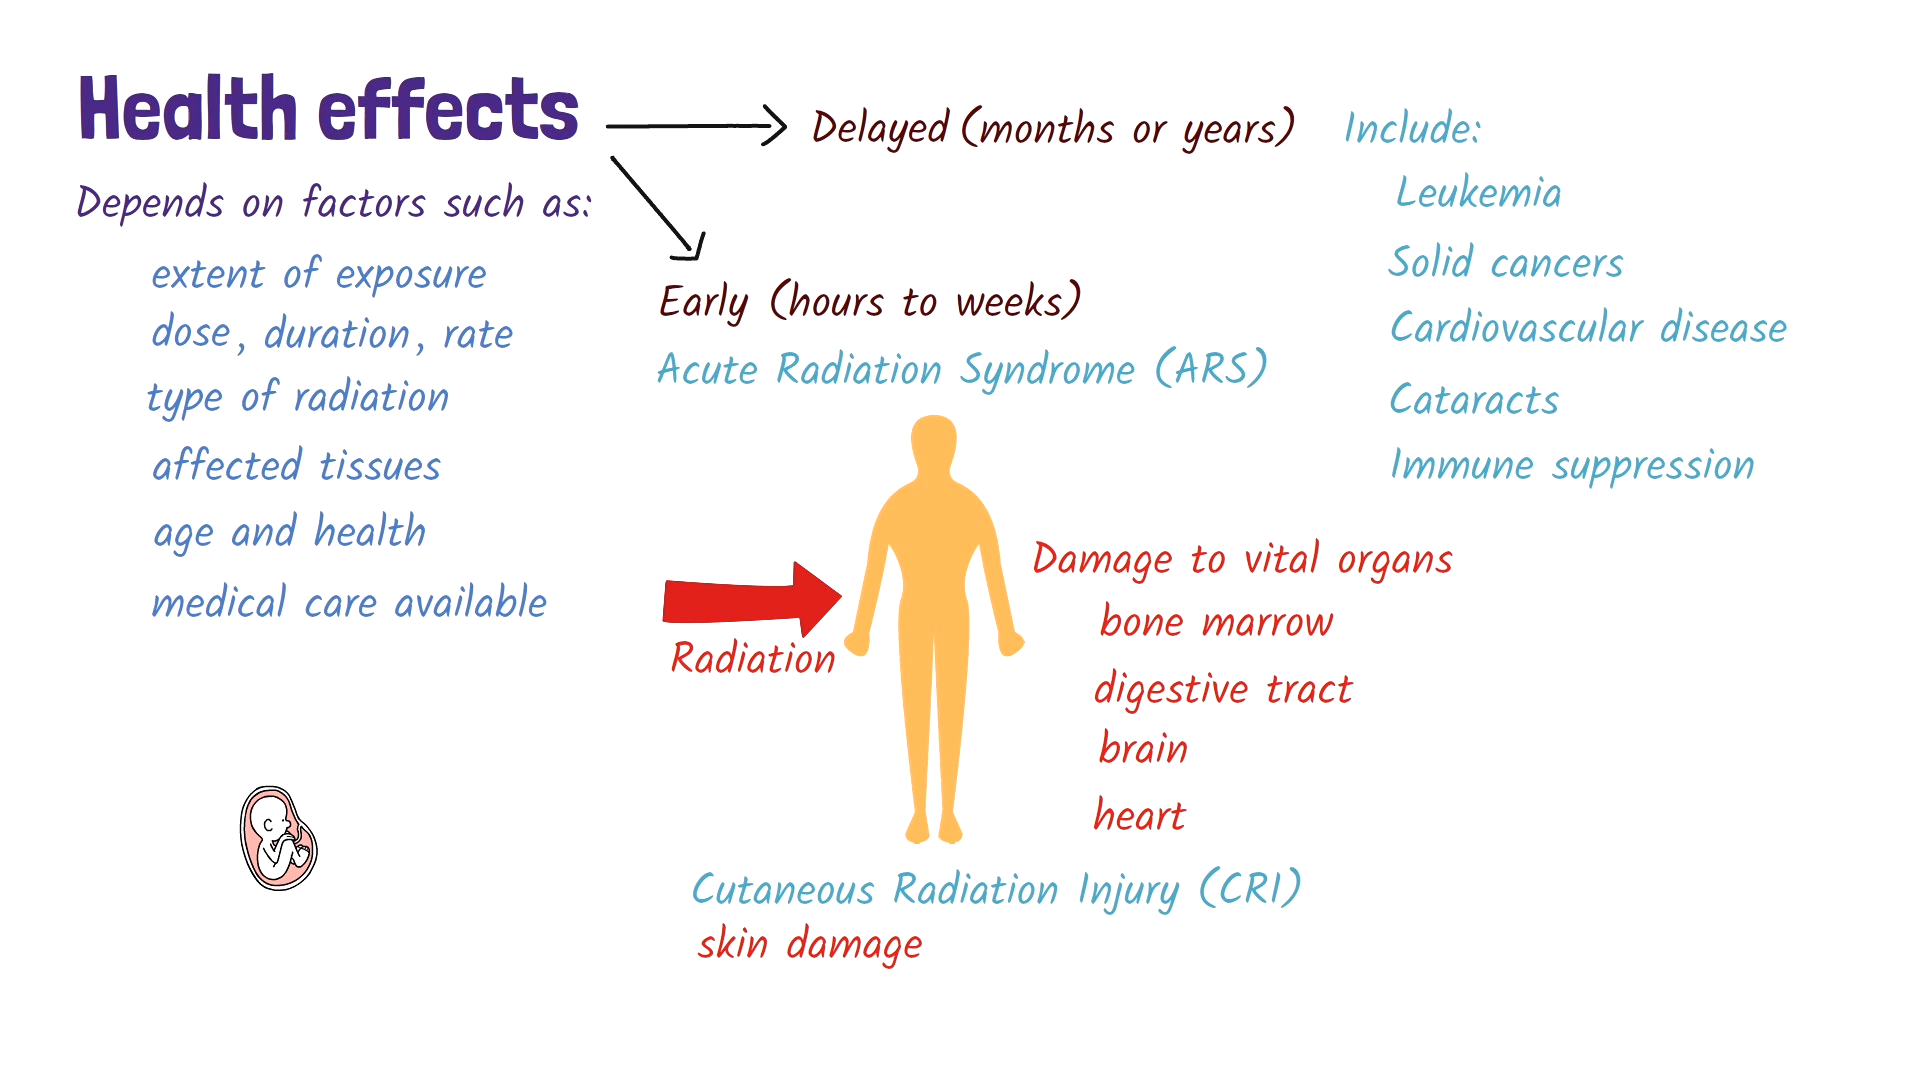 Health effects
Depends on factors such as:
extent of exposure
dose, duration, rate
type of radiation
affected tissues
age and health
medical care available
Delayed (months or years)
Include:
Leukemia
Solid cancers
Cardiovascular disease
Cataracts
Immune suppression
Early (hours to weeks)
Acute Radiation Syndrome (ARS)
Radiation
Damage to vital organs
bone marrow
digestive tract
brain
heart
Cutaneous Radiation Injury (CRI)
skin damage